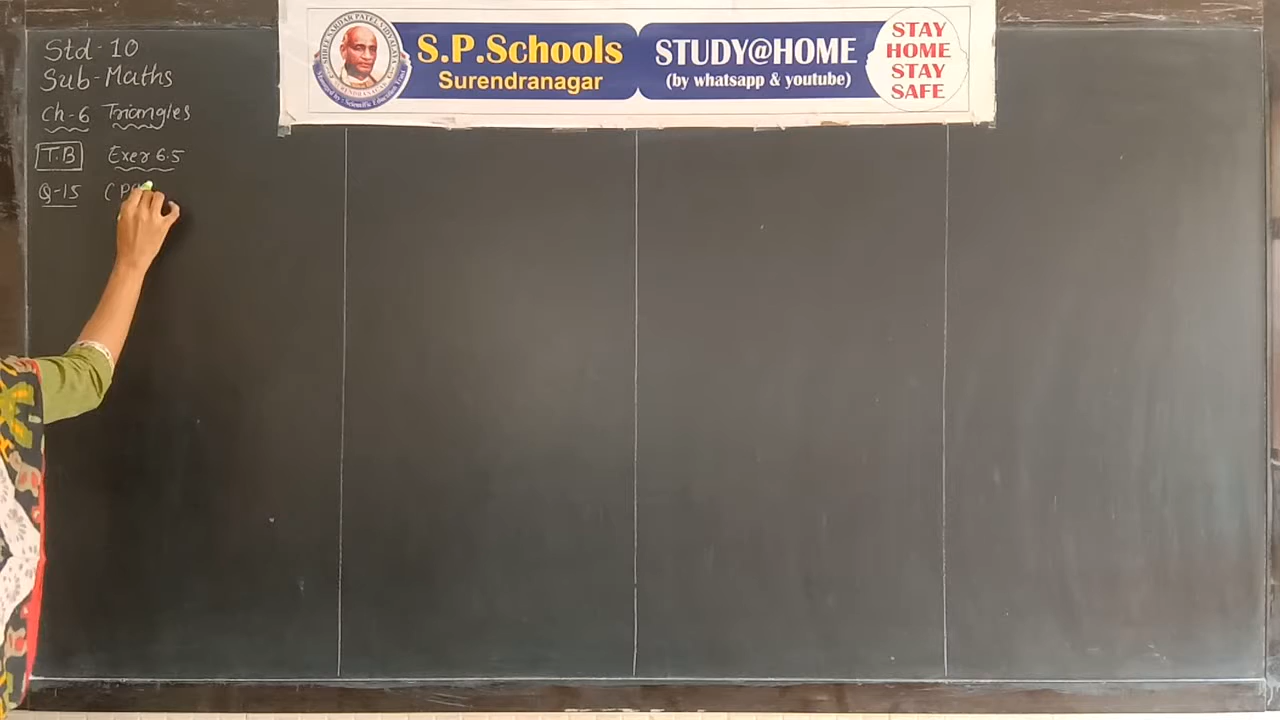 Std-10
Sub-Maths
Ch-6 Triangles
T.B Exer 6.5
Q-15
S.P.Schools
Surendranagar
STUDY@HOME
(by whatsapp & youtube)
STAY
HOME
STAY
SAFE